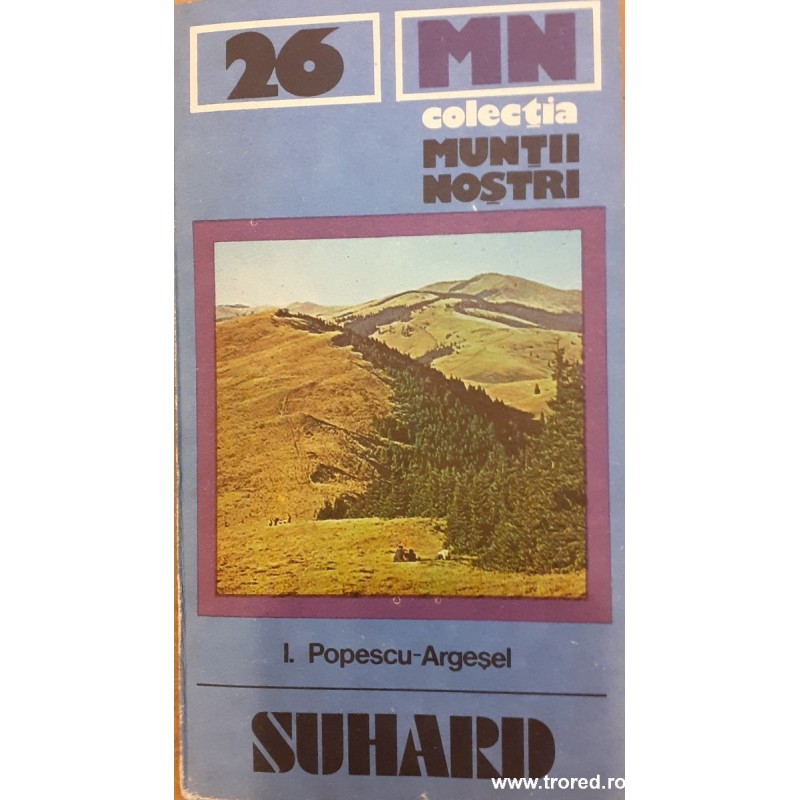 26
MN
colecția
MUNȚII
NOȘTRI
I. Popescu-Argeșel
SUHARD
www.trored.ro